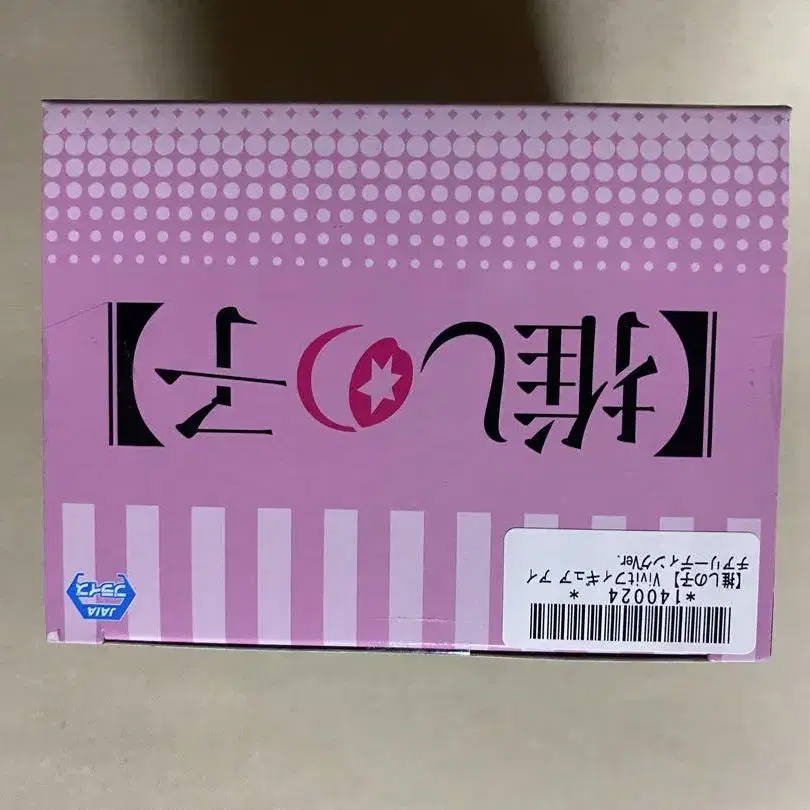 *140024*
【推しの子】 Vivitフィギュア アイ
チアリーディングVer.
JAIA
プライズ
【推しの子】